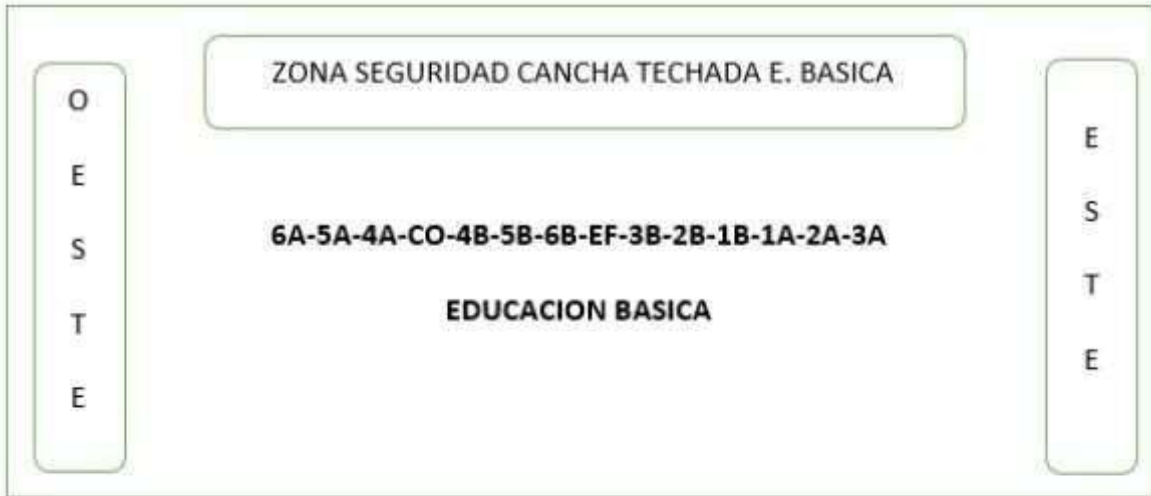 ZONA SEGURIDAD CANCHA TECHADA E. BASICA
O
E
S
T
E
6A-5A-4A-CO-4B-5B-6B-EF-3B-2B-1B-1A-2A-3A
EDUCACION BASICA
E
S
T
E